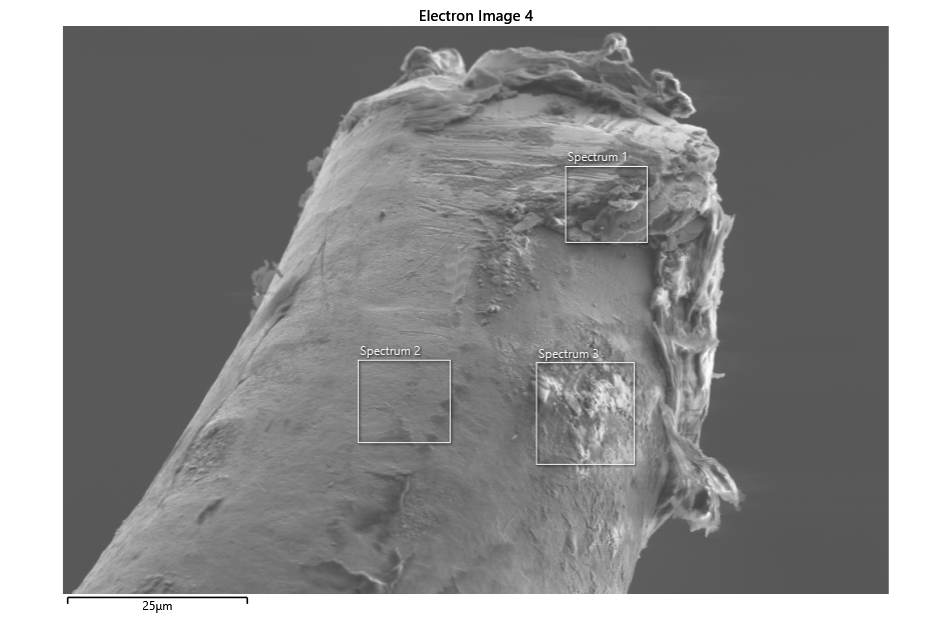 Electron Image 4
Spectrum 1
Spectrum 2
Spectrum 3
25μm